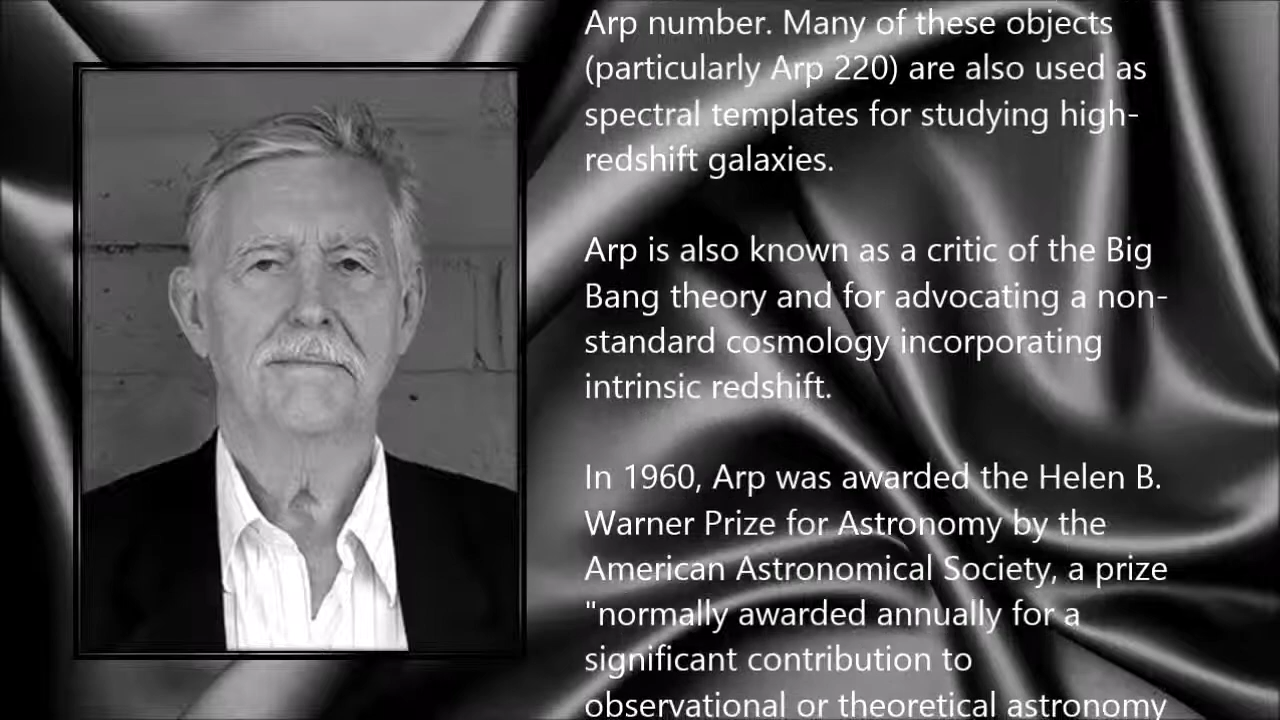 Arp number. Many of these objects
(particularly Arp 220) are also used as
spectral templates for studying high-
redshift galaxies.
Arp is also known as a critic of the Big
Bang theory and for advocating a non-
standard cosmology incorporating
intrinsic redshift.
In 1960, Arp was awarded the Helen B.
Warner Prize for Astronomy by the
American Astronomical Society, a prize
"normally awarded annually for a
significant contribution to
observational or theoretical astronomy